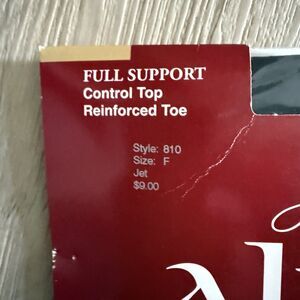 FULL SUPPORT
Control Top
Reinforced Toe
Style: 810
Size: F
Jet
$9.00